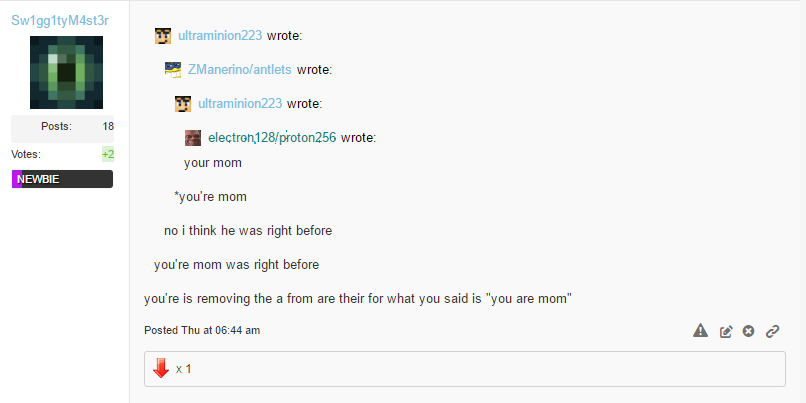 Sw1gg1tyM4st3r
Posts: 18
Votes: +2
NEWBIE
ultraminion223 wrote:
ZManerino/antlets wrote:
ultraminion223 wrote:
electron128/proton256 wrote:
your mom
*you're mom
no i think he was right before
you're mom was right before
you're is removing the a from are their for what you said is "you are mom"
Posted Thu at 06:44 am
x 1